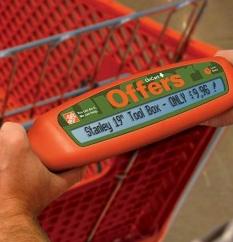 OnCart
Offers
Stanley 19" Tool Box - ONLY $9.96 !